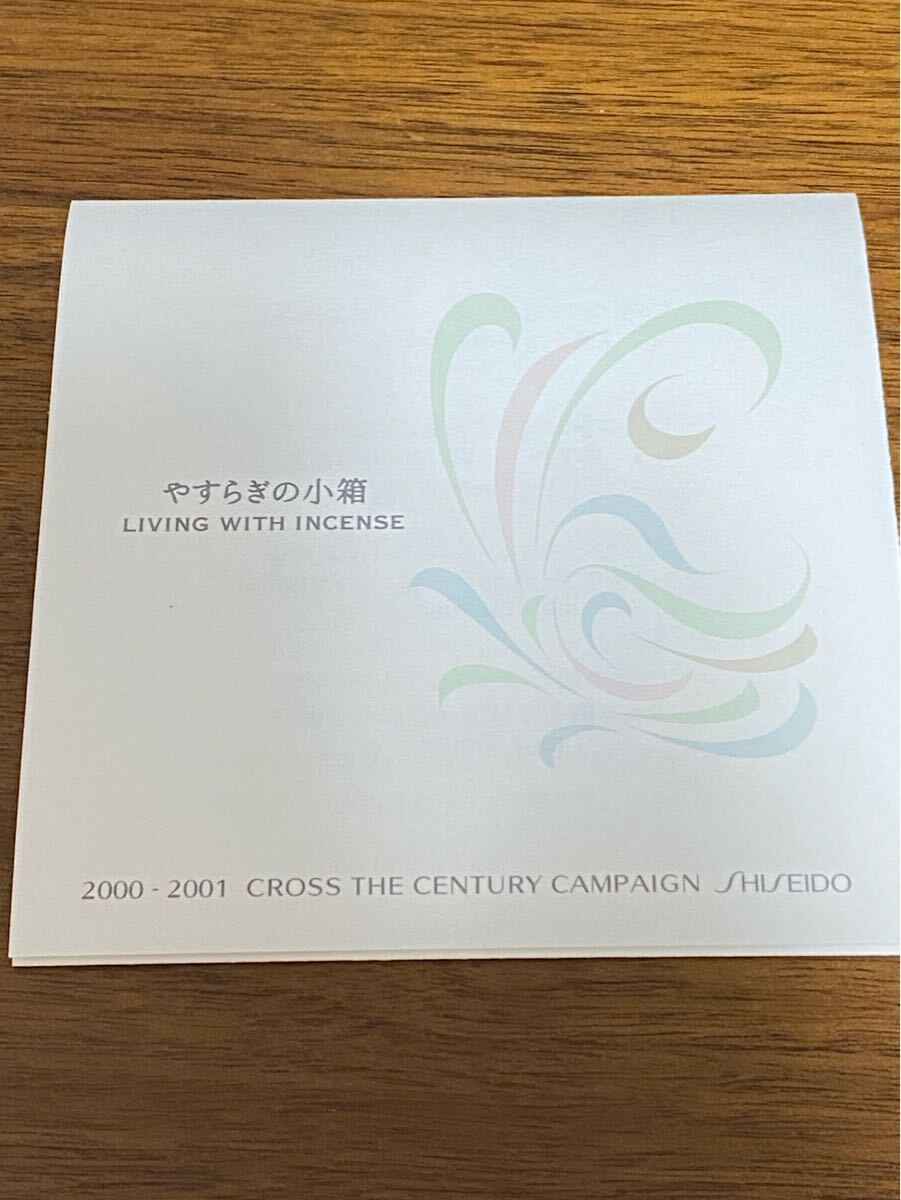 やすらぎの小箱
LIVING WITH INCENSE
2000 - 2001 CROSS THE CENTURY CAMPAIGN SHISEIDO